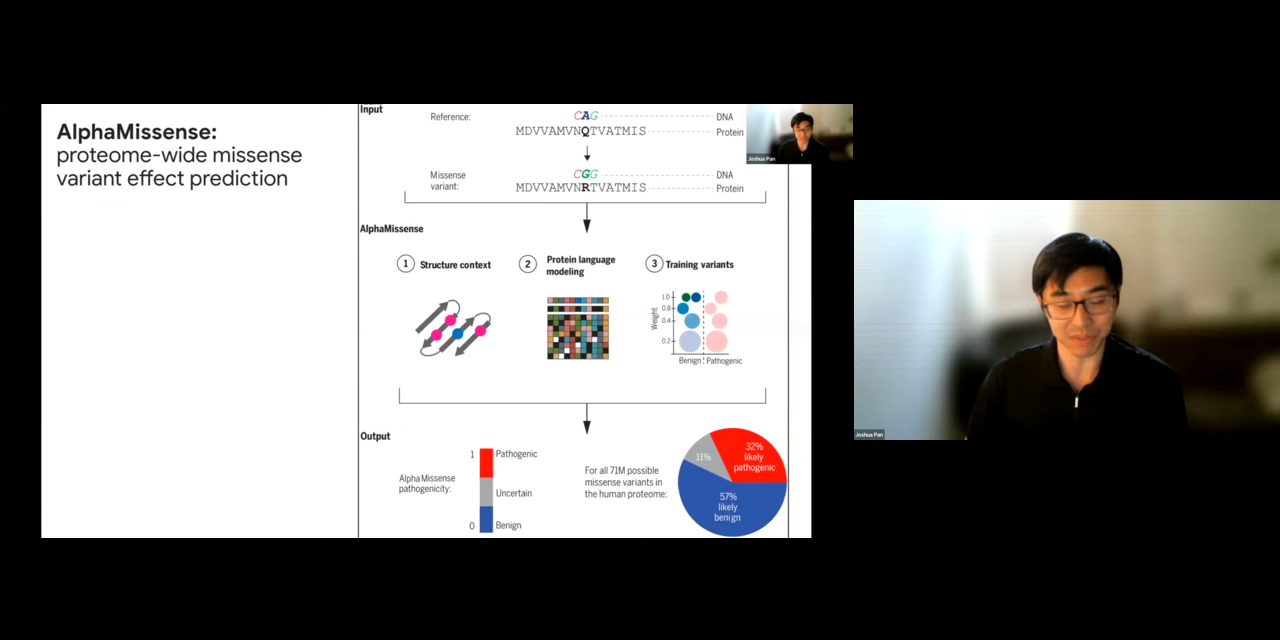 AlphaMissense:
proteome-wide missense
variant effect prediction
Input
Reference:
CAG
DNA
MDVVAMVNQTVATMIS
Protein
Missense
variant:
CGG
DNA
MDVVAMVNRTVATMIS
Protein
Joshua Pan
AlphaMissense
1 Structure context
2 Protein language
modeling
3 Training variants
Weight
1.0
0.8
0.4
0.2
Benign Pathogenic
Output
AlphaMissense
pathogenicity:
1 Pathogenic
Uncertain
0 Benign
For all 71M possible
missense variants in
the human proteome:
32%
likely
pathogenic
11%
57%
likely
benign
Joshua Pan